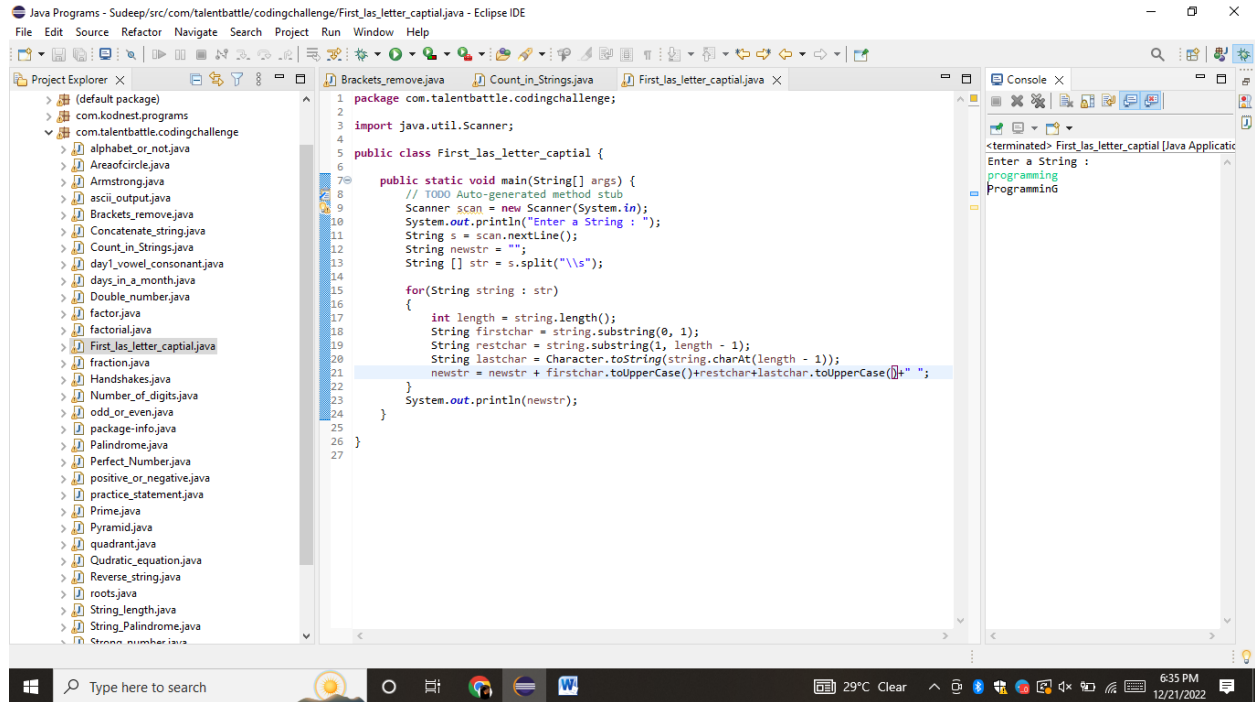 Java Programs - Sudeep/src/com/talentbattle/codingchallenge/First_las_letter_captial.java - Eclipse IDE
File Edit Source Refactor Navigate Search Project Run Window Help
Project Explorer
(default package)
com.kodnest.programs
com.talentbattle.codingchallenge
alphabet_or_not.java
Areaofcircle.java
Armstrong.java
ascii_output.java
Brackets_remove.java
Concatenate_string.java
Count_in_Strings.java
day1_vowel_consonant.java
days_in_a_month.java
Double_number.java
factor.java
factorial.java
First_las_letter_captial.java
fraction.java
Handshakes.java
Number_of_digits.java
odd_or_even.java
package-info.java
Palindrome.java
Perfect_Number.java
positive_or_negative.java
practice_statement.java
Prime.java
Pyramid.java
quadrant.java
Qudratic_equation.java
Reverse_string.java
roots.java
String_length.java
String_Palindrome.java
Strong_number.java
Brackets_remove.java Count_in_Strings.java First_las_letter_captial.java
1 package com.talentbattle.codingchallenge;
2
3 import java.util.Scanner;
4
5 public class First_las_letter_captial {
6
7 public static void main(String[] args) {
8 // TODO Auto-generated method stub
9 Scanner scan = new Scanner(System.in);
10 System.out.println("Enter a String : ");
11 String s = scan.nextLine();
12 String newstr = "";
13 String [] str = s.split("\\s");
14
15 for(String string : str)
16 {
17 int length = string.length();
18 String firstchar = string.substring(0, 1);
19 String restchar = string.substring(1, length - 1);
20 String lastchar = Character.toString(string.charAt(length - 1));
21 newstr = newstr + firstchar.toUpperCase()+restchar+lastchar.toUpperCase()+" ";
22 }
23 System.out.println(newstr);
24 }
25
26 }
27
Console
<terminated> First_las_letter_captial [Java Applicatic
Enter a String :
programming
ProgramminG
Type here to search
29°C Clear
6:35 PM
12/21/2022